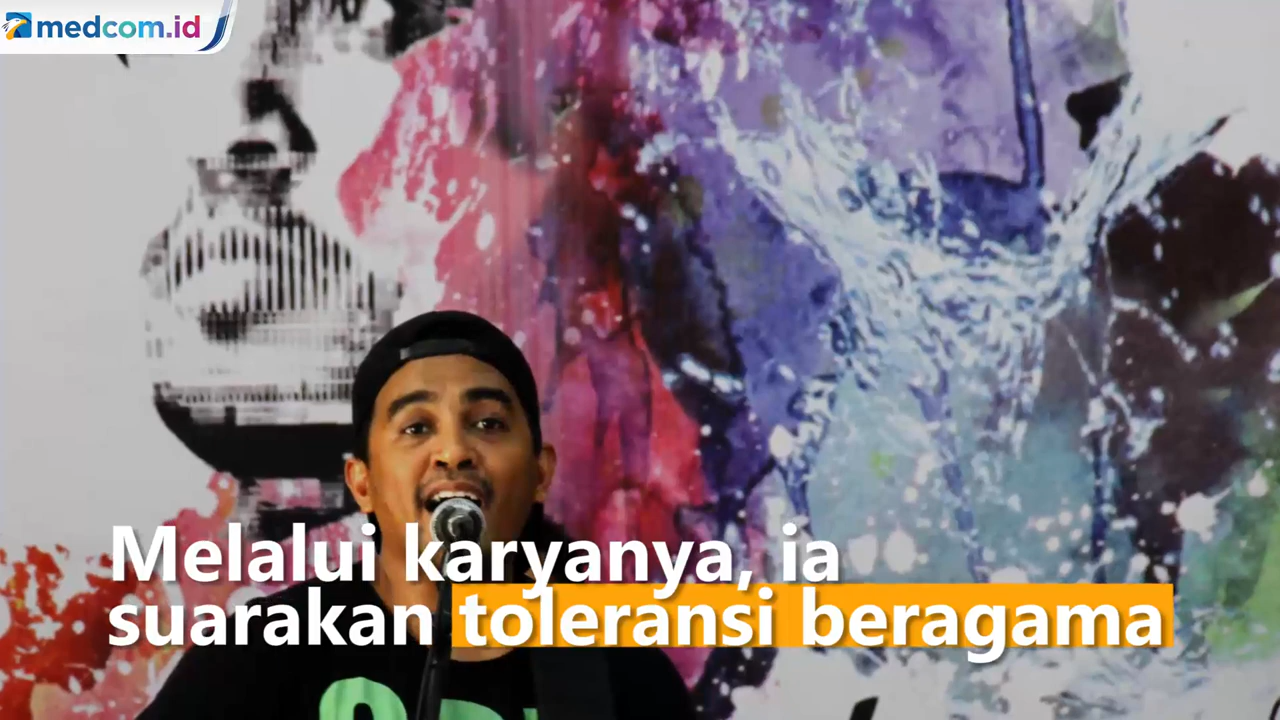 medcom.id
Melalui karyanya, ia
suarakan toleransi beragama